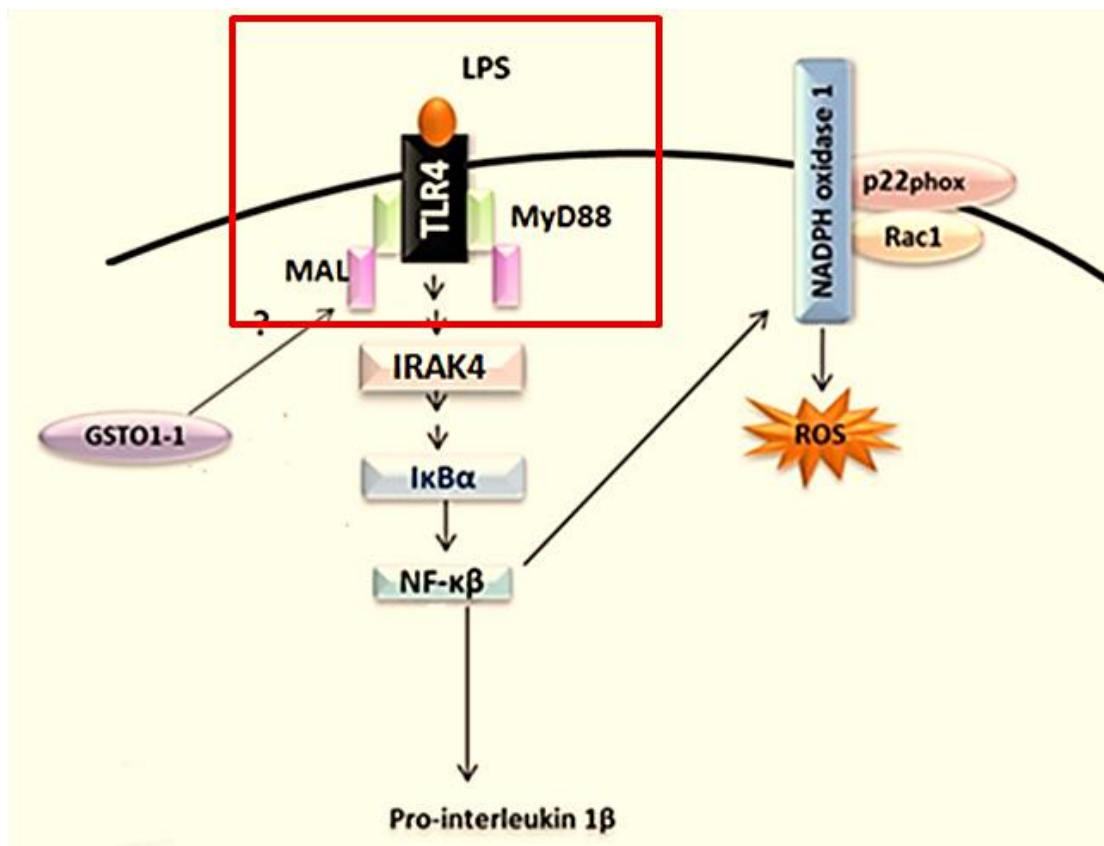 LPS
TLR4
MyD88
MAL
?
GSTO1-1
IRAK4
IκBα
NF-κβ
Pro-interleukin 1β
NADPH oxidase 1
p22phox
Rac1
ROS